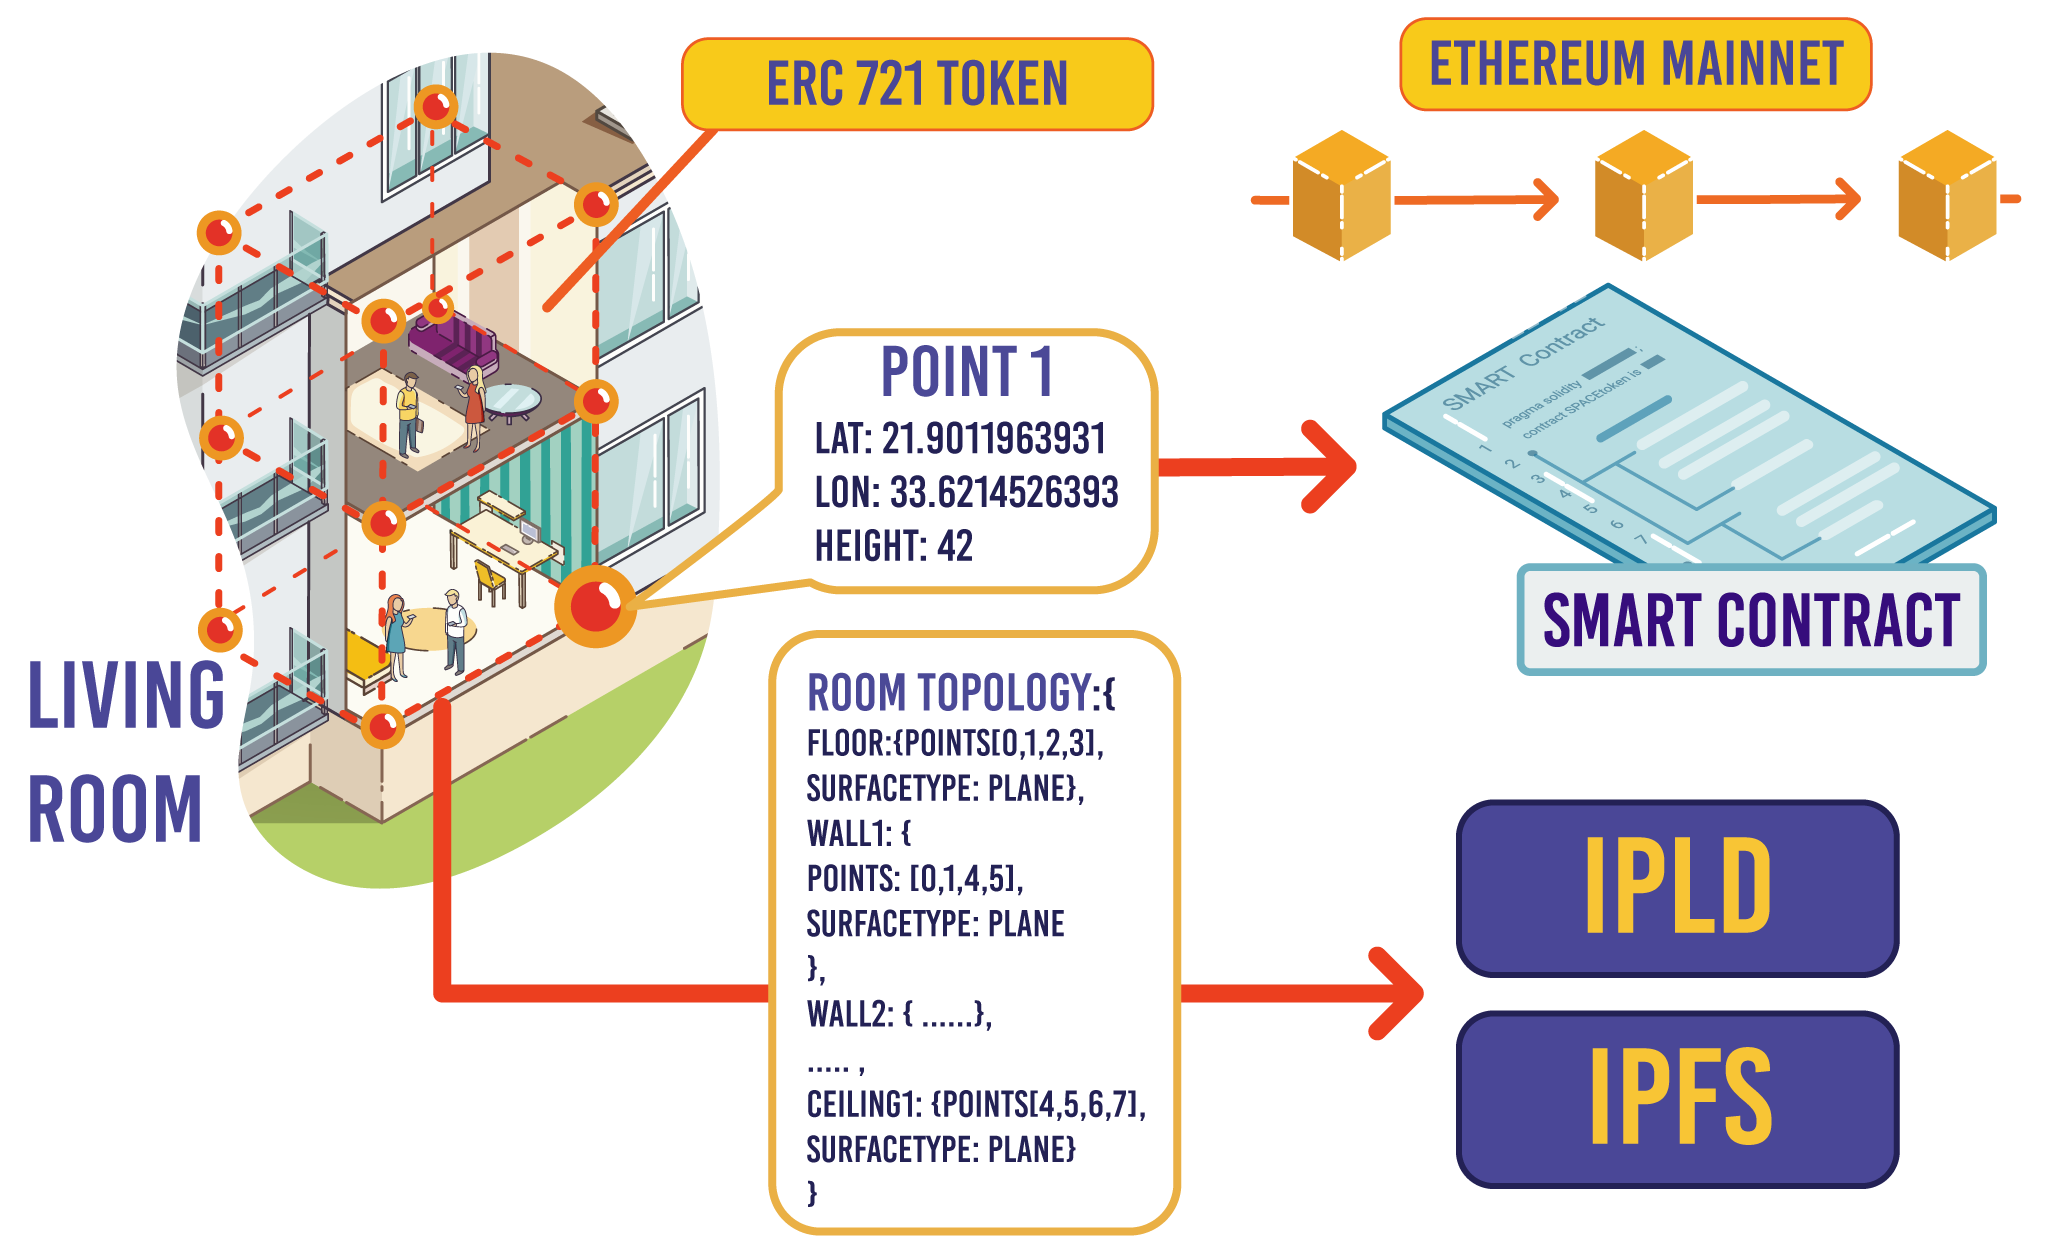 ERC 721 TOKEN
ETHEREUM MAINNET
POINT 1
LAT: 21.9011963931
LON: 33.6214526393
HEIGHT: 42
SMART Contract
pragma solidity ;
contract SPACEtoken is
1
2
3
4
5
6
7
SMART CONTRACT
LIVING
ROOM
ROOM TOPOLOGY:{
FLOOR:{POINTS[0,1,2,3],
SURFACETYPE: PLANE},
WALL1: {
POINTS: [0,1,4,5],
SURFACETYPE: PLANE
},
WALL2: { ......},
..... ,
CEILING1: {POINTS[4,5,6,7],
SURFACETYPE: PLANE}
}
IPLD
IPFS